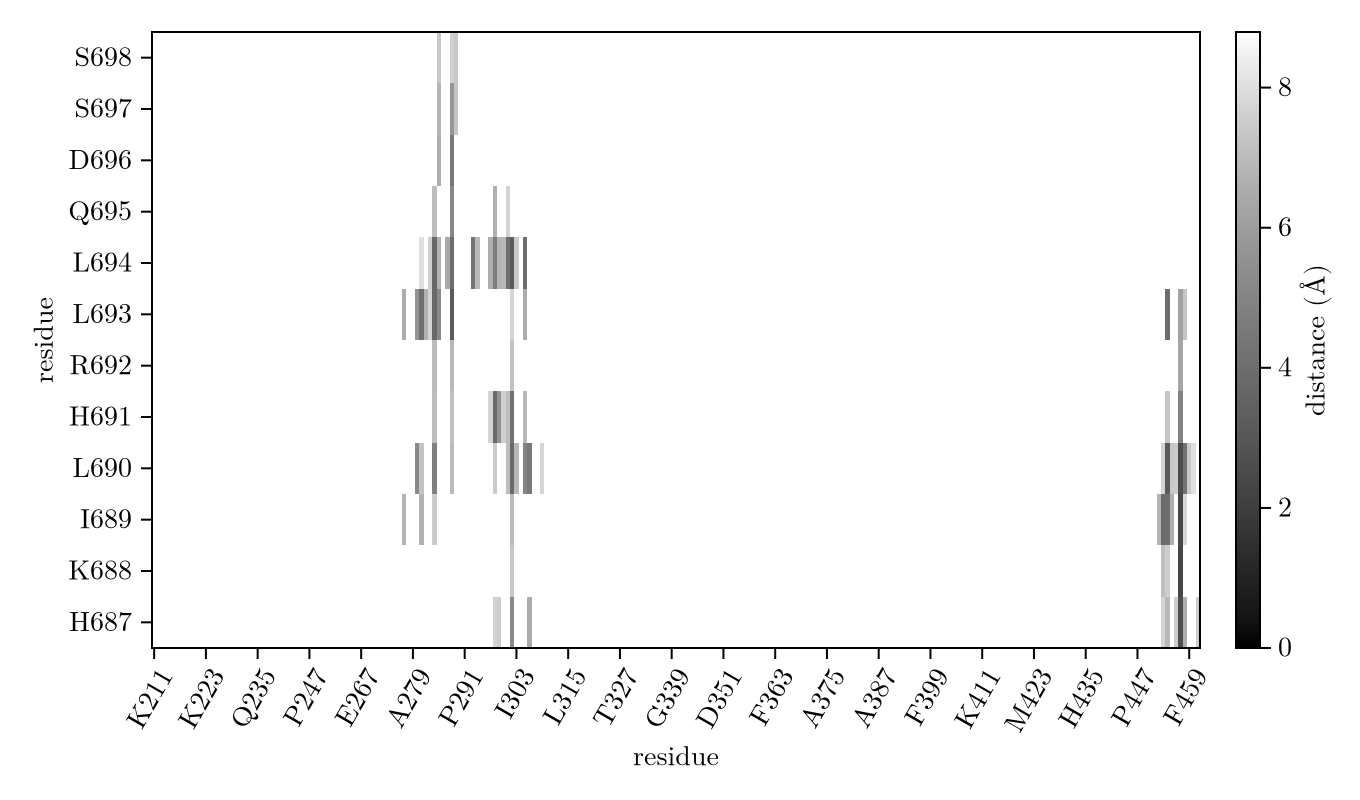 S698
S697
D696
Q695
L694
L693
R692
H691
L690
I689
K688
H687
residue
K211
K223
Q235
P247
E267
A279
P291
I303
L315
T327
G339
D351
F363
A375
A387
F399
K411
M423
H435
P447
F459
residue
8
6
4
2
0
distance (Å)